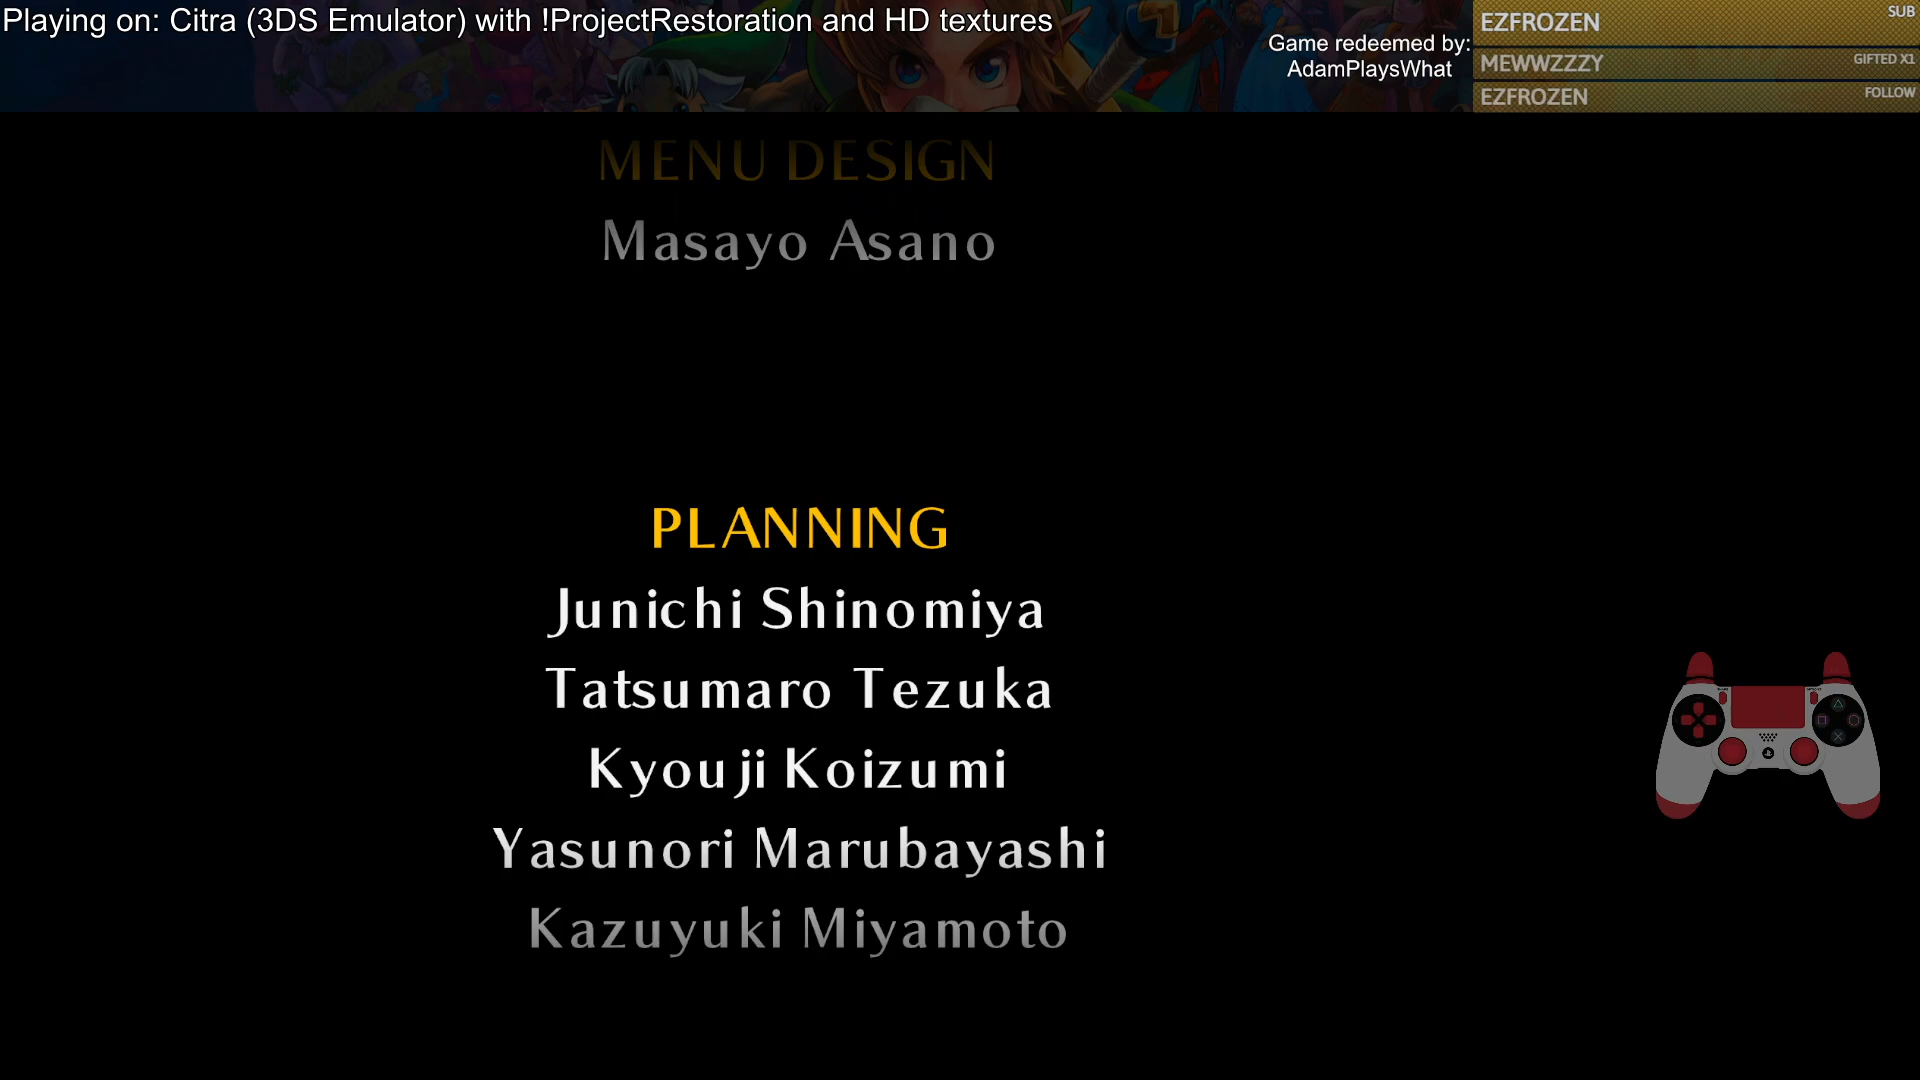 Playing on: Citra (3DS Emulator) with !ProjectRestoration and HD textures
Game redeemed by:
AdamPlaysWhat
EZFROZEN SUB
MEWWZZZY GIFTED X1
EZFROZEN FOLLOW
MENU DESIGN
Masayo Asano
PLANNING
Junichi Shinomiya
Tatsumaro Tezuka
Kyouji Koizumi
Yasunori Marubayashi
Kazuyuki Miyamoto